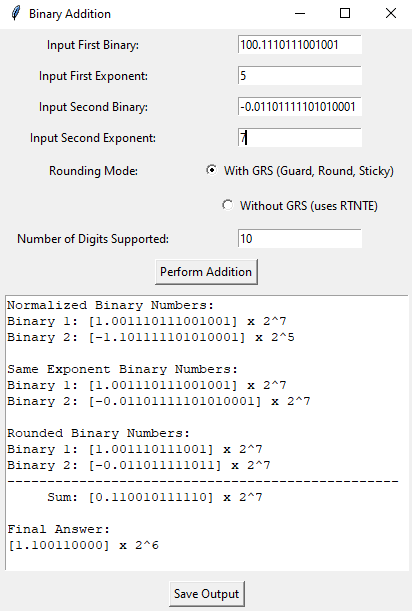 Binary Addition
Input First Binary: 100.1110111001001
Input First Exponent: 5
Input Second Binary: -0.01101111101010001
Input Second Exponent: 7
Rounding Mode: With GRS (Guard, Round, Sticky)
Without GRS (uses RTNTE)
Number of Digits Supported: 10
Perform Addition
Normalized Binary Numbers:
Binary 1: [1.001110111001001] x 2^7
Binary 2: [-1.101111101010001] x 2^5
Same Exponent Binary Numbers:
Binary 1: [1.001110111001001] x 2^7
Binary 2: [-0.01101111101010001] x 2^7
Rounded Binary Numbers:
Binary 1: [1.001110111001] x 2^7
Binary 2: [-0.011011111011] x 2^7
-------------------------------------------------
Sum: [0.110010111110] x 2^7
Final Answer:
[1.100110000] x 2^6
Save Output